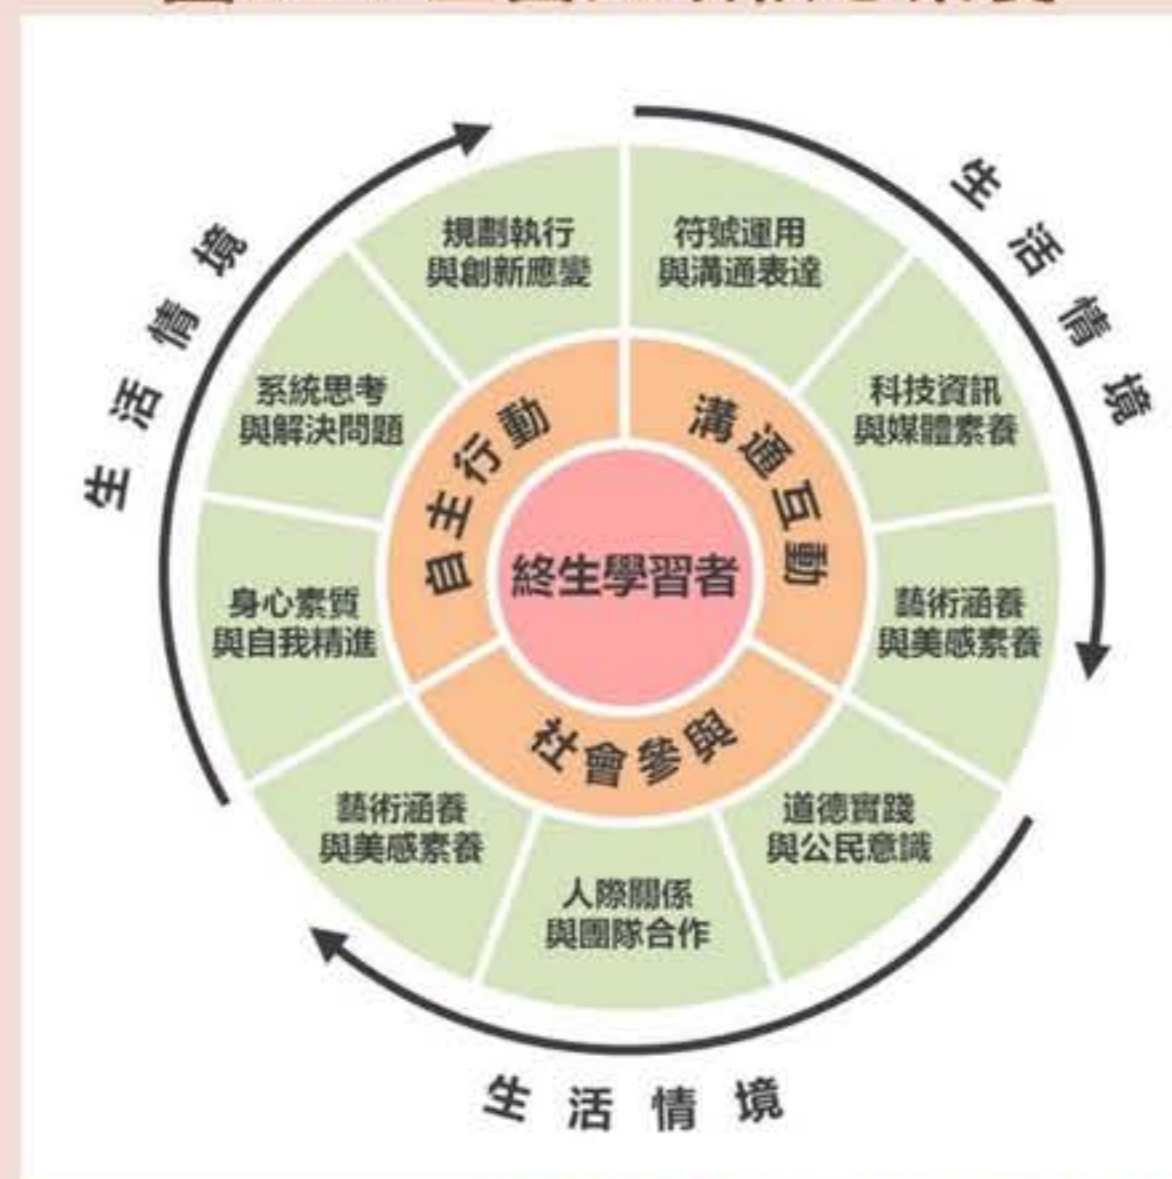 規劃執行
與創新應變
符號運用
與溝通表達
系統思考
與解決問題
科技資訊
與媒體素養
身心素質
與自我精進
藝術涵養
與美感素養
藝術涵養
與美感素養
道德實踐
與公民意識
人際關係
與團隊合作
自主行動
溝通互動
社會參與
終生學習者
生活情境
生活情境
生活情境